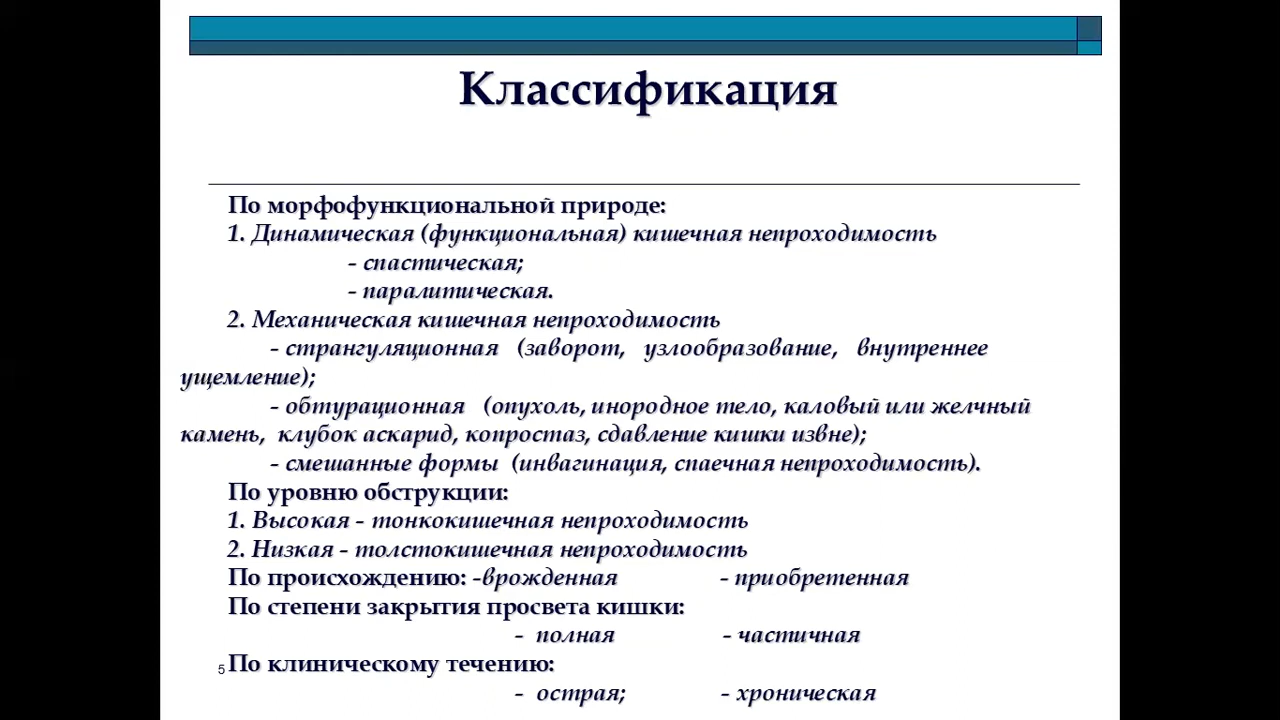 Классификация
По морфофункциональной природе:
1. Динамическая (функциональная) кишечная непроходимость
- спастическая;
- паралитическая.
2. Механическая кишечная непроходимость
- странгуляционная (заворот, узлообразование, внутреннее
ущемление);
- обтурационная (опухоль, инородное тело, каловый или желчный
камень, клубок аскарид, копростаз, сдавление кишки извне);
- смешанные формы (инвагинация, спаечная непроходимость).
По уровню обструкции:
1. Высокая - тонкокишечная непроходимость
2. Низкая - толстокишечная непроходимость
По происхождению: -врожденная - приобретенная
По степени закрытия просвета кишки:
- полная - частичная
5 По клиническому течению:
- острая; - хроническая